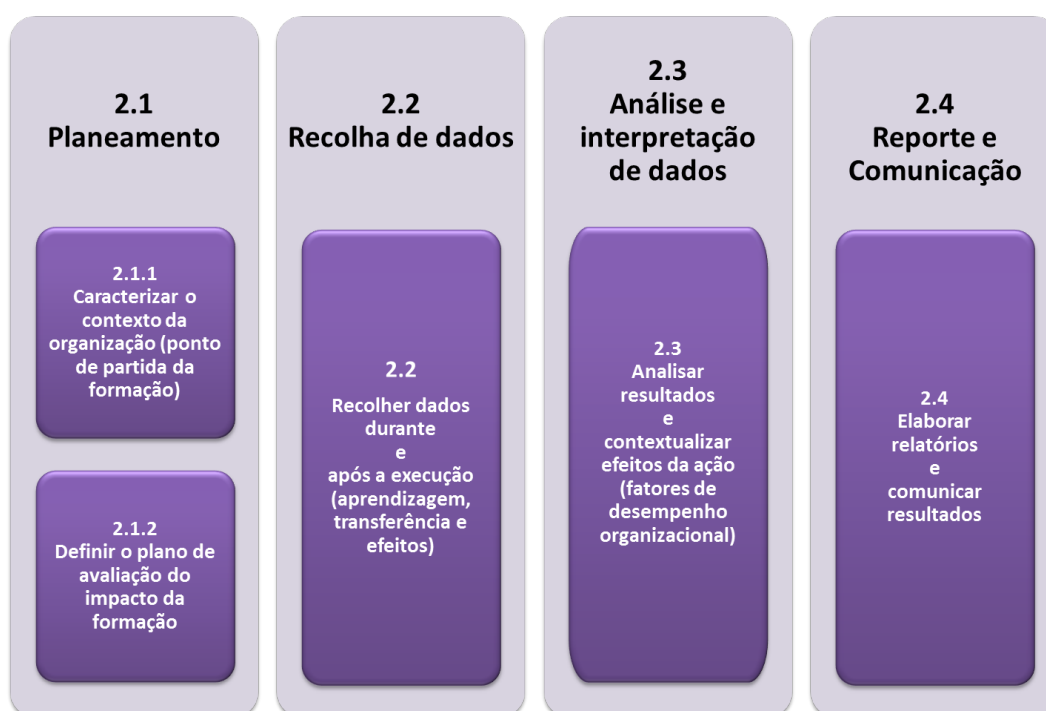 2.1
Planeamento
2.1.1
Caracterizar o
contexto da
organização (ponto
de partida da
formação)
2.1.2
Definir o plano de
avaliação do
impacto da
formação
2.2
Recolha de dados
2.2
Recolher dados
durante
e
após a execução
(aprendizagem,
transferência e
efeitos)
2.3
Análise e
interpretação
de dados
2.3
Analisar
resultados
e
contextualizar
efeitos da ação
(fatores de
desempenho
organizacional)
2.4
Reporte e
Comunicação
2.4
Elaborar
relatórios
e
comunicar
resultados